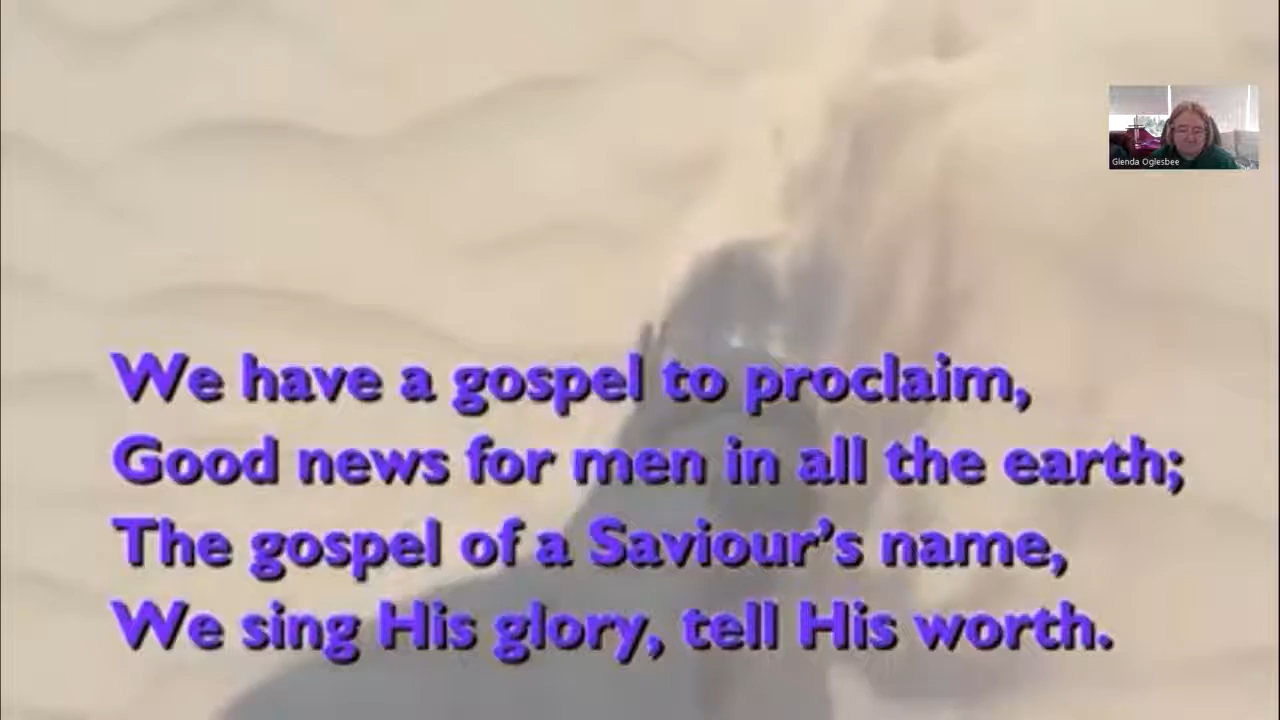 Glenda Oglesbee
We have a gospel to proclaim,
Good news for men in all the earth;
The gospel of a Saviour's name,
We sing His glory, tell His worth.